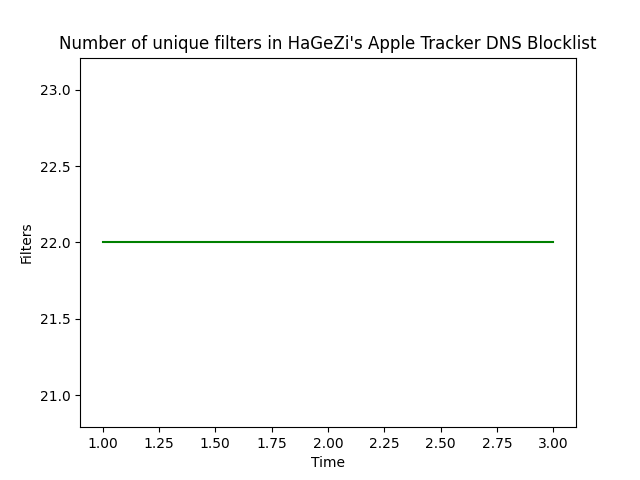 Number of unique filters in HaGeZi's Apple Tracker DNS Blocklist
23.0
22.5
22.0
21.5
21.0
Filters
1.00 1.25 1.50 1.75 2.00 2.25 2.50 2.75 3.00
Time